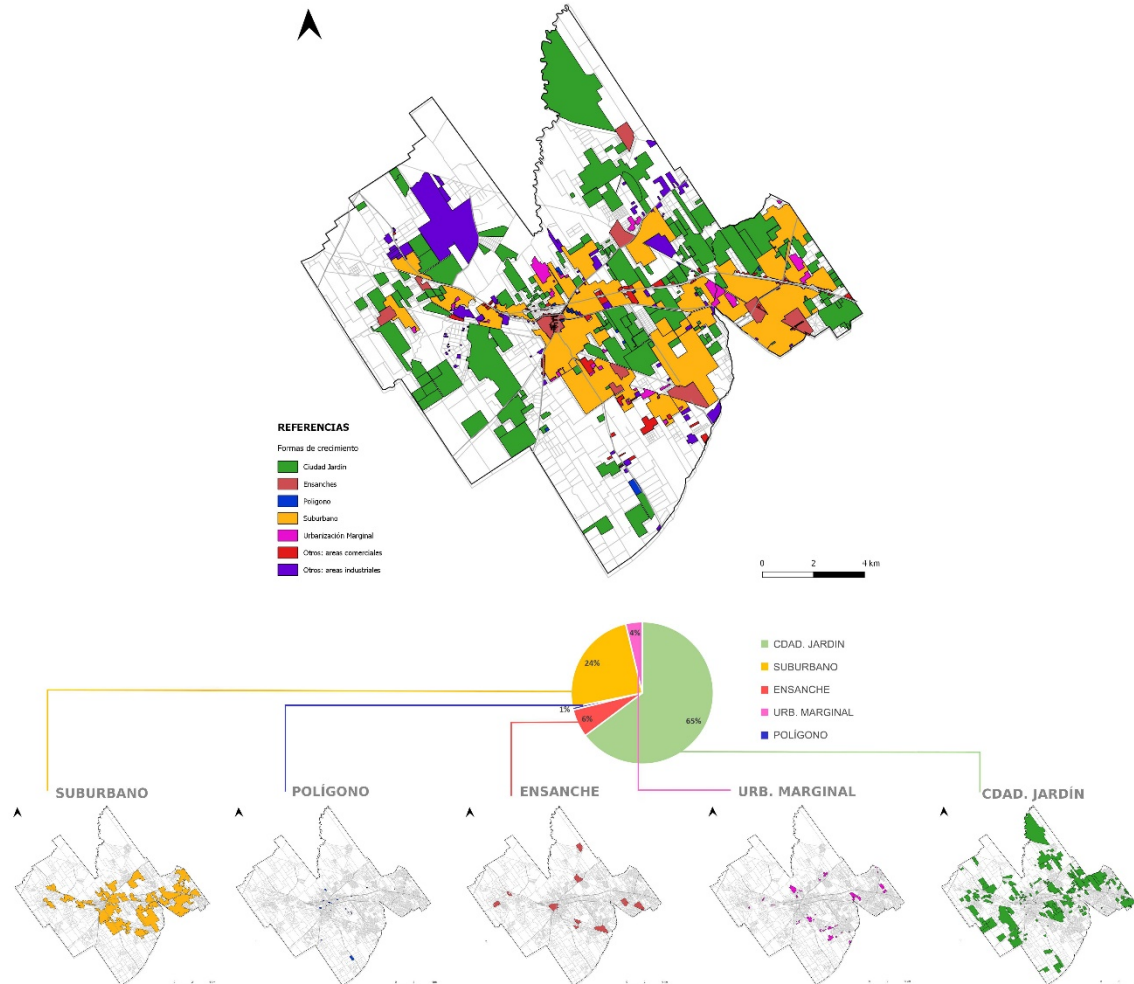 REFERENCIAS
Formas de crecimiento
Ciudad Jardín
Ensanches
Polígono
Suburbano
Urbanización Marginal
Otros: areas comerciales
Otros: areas industriales
0 2 4 km
4%
24%
1%
6%
65%
CDAD. JARDIN
SUBURBANO
ENSANCHE
URB. MARGINAL
POLÍGONO
SUBURBANO
POLÍGONO
ENSANCHE
URB. MARGINAL
CDAD. JARDÍN